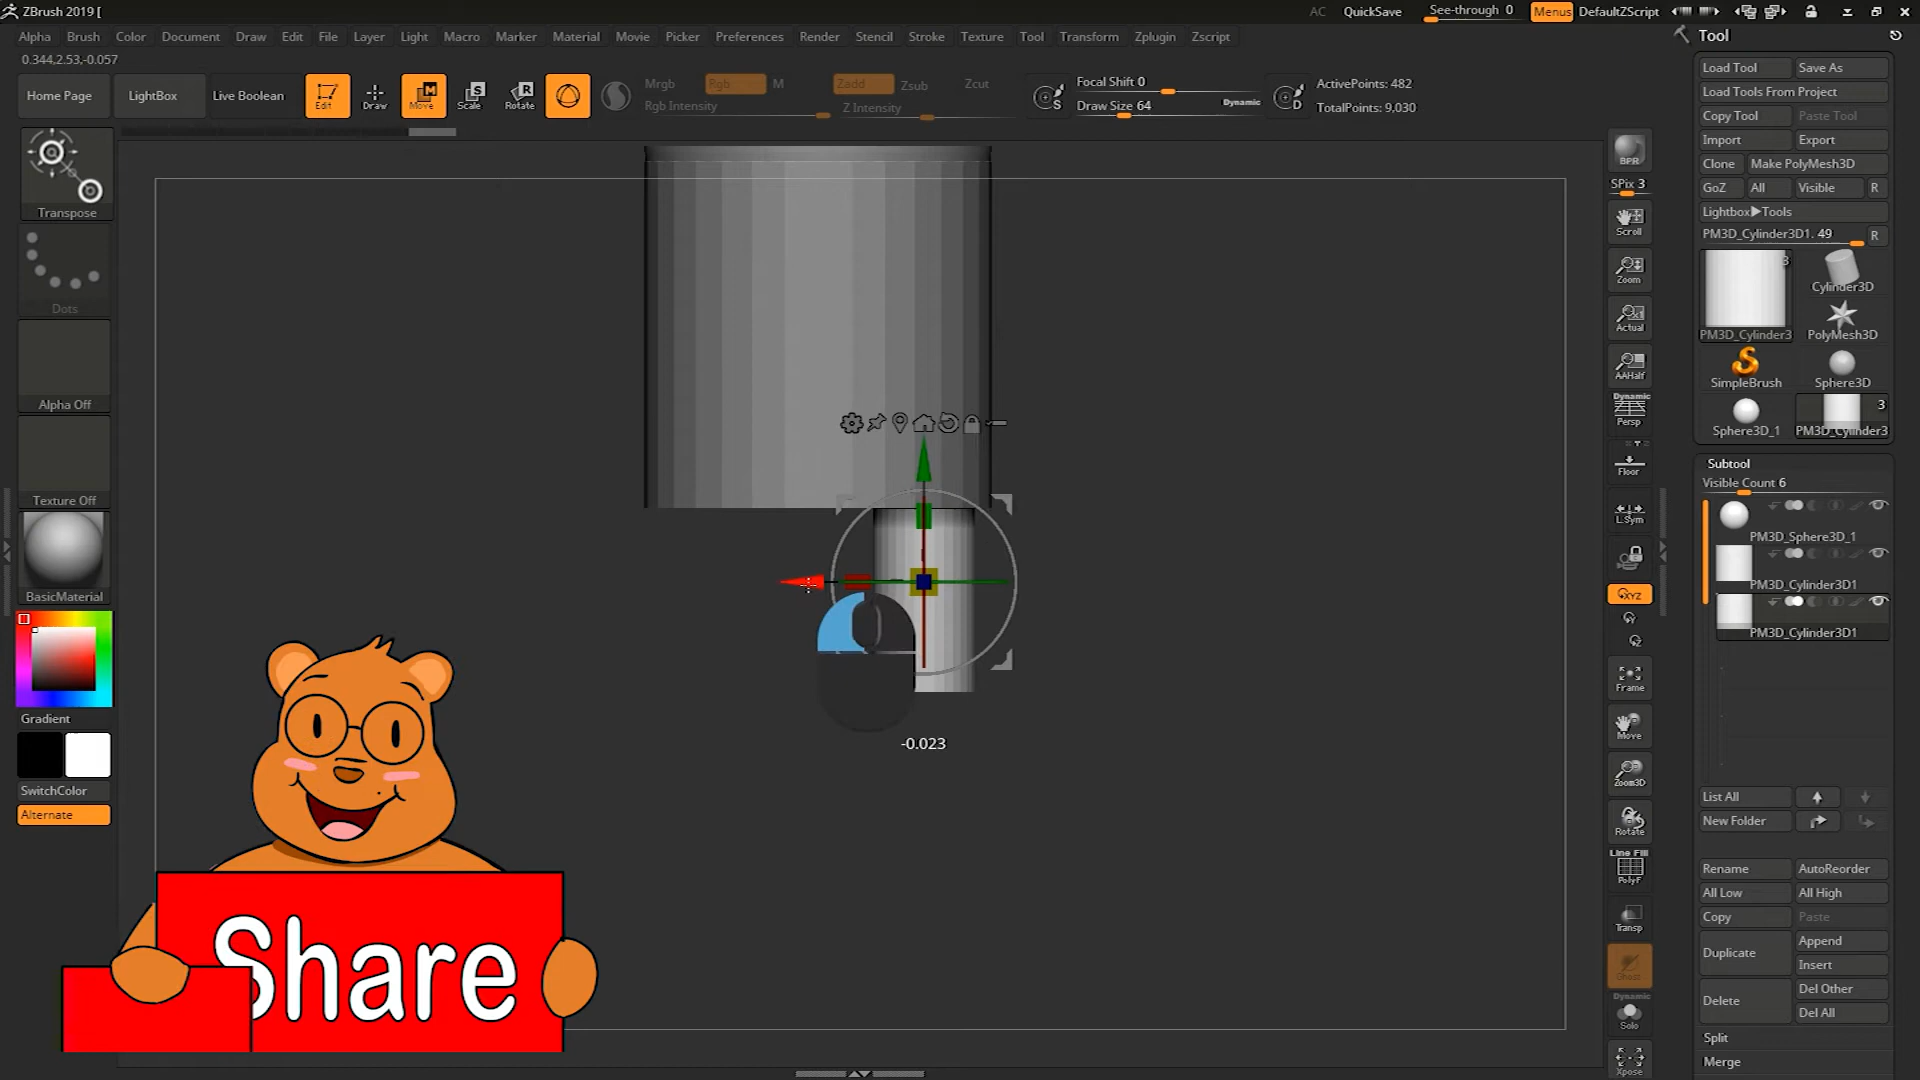 ZBrush 2019 [
AC QuickSave See-through 0 Menus DefaultZScript
Alpha Brush Color Document Draw Edit File Layer Light Macro Marker Material Movie Picker Preferences Render Stencil Stroke Texture Tool Transform Zplugin Zscript
0.344,2.53,-0.057
Home Page LightBox Live Boolean Edit Draw Move Scale Rotate
Mrgb Rgb M Zadd Zsub Zcut
Rgb Intensity Z Intensity
Focal Shift 0
Draw Size 64 Dynamic
ActivePoints: 482
TotalPoints: 9,030
Transpose
Dots
Alpha Off
Texture Off
BasicMaterial
Gradient
SwitchColor
Alternate
-0.023
Share
BPR
SPix 3
Scroll
Zoom
Actual
AAHalf
Dynamic
Persp
Floor
L.Sym
XYZ
Frame
Move
Zoom3D
Rotate
Line Fill
PolyF
Transp
Ghost
Dynamic
Solo
Xpose
Tool
Load Tool Save As
Load Tools From Project
Copy Tool Paste Tool
Import Export
Clone Make PolyMesh3D
GoZ All Visible R
Lightbox▶Tools
PM3D_Cylinder3D1. 49 R
3
PM3D_Cylinder3 Cylinder3D
PolyMesh3D
SimpleBrush Sphere3D
3
Sphere3D_1 PM3D_Cylinder3
Subtool
Visible Count 6
PM3D_Sphere3D_1
PM3D_Cylinder3D1
PM3D_Cylinder3D1
List All
New Folder
Rename AutoReorder
All Low All High
Copy Paste
Duplicate Append
Insert
Delete Del Other
Del All
Split
Merge